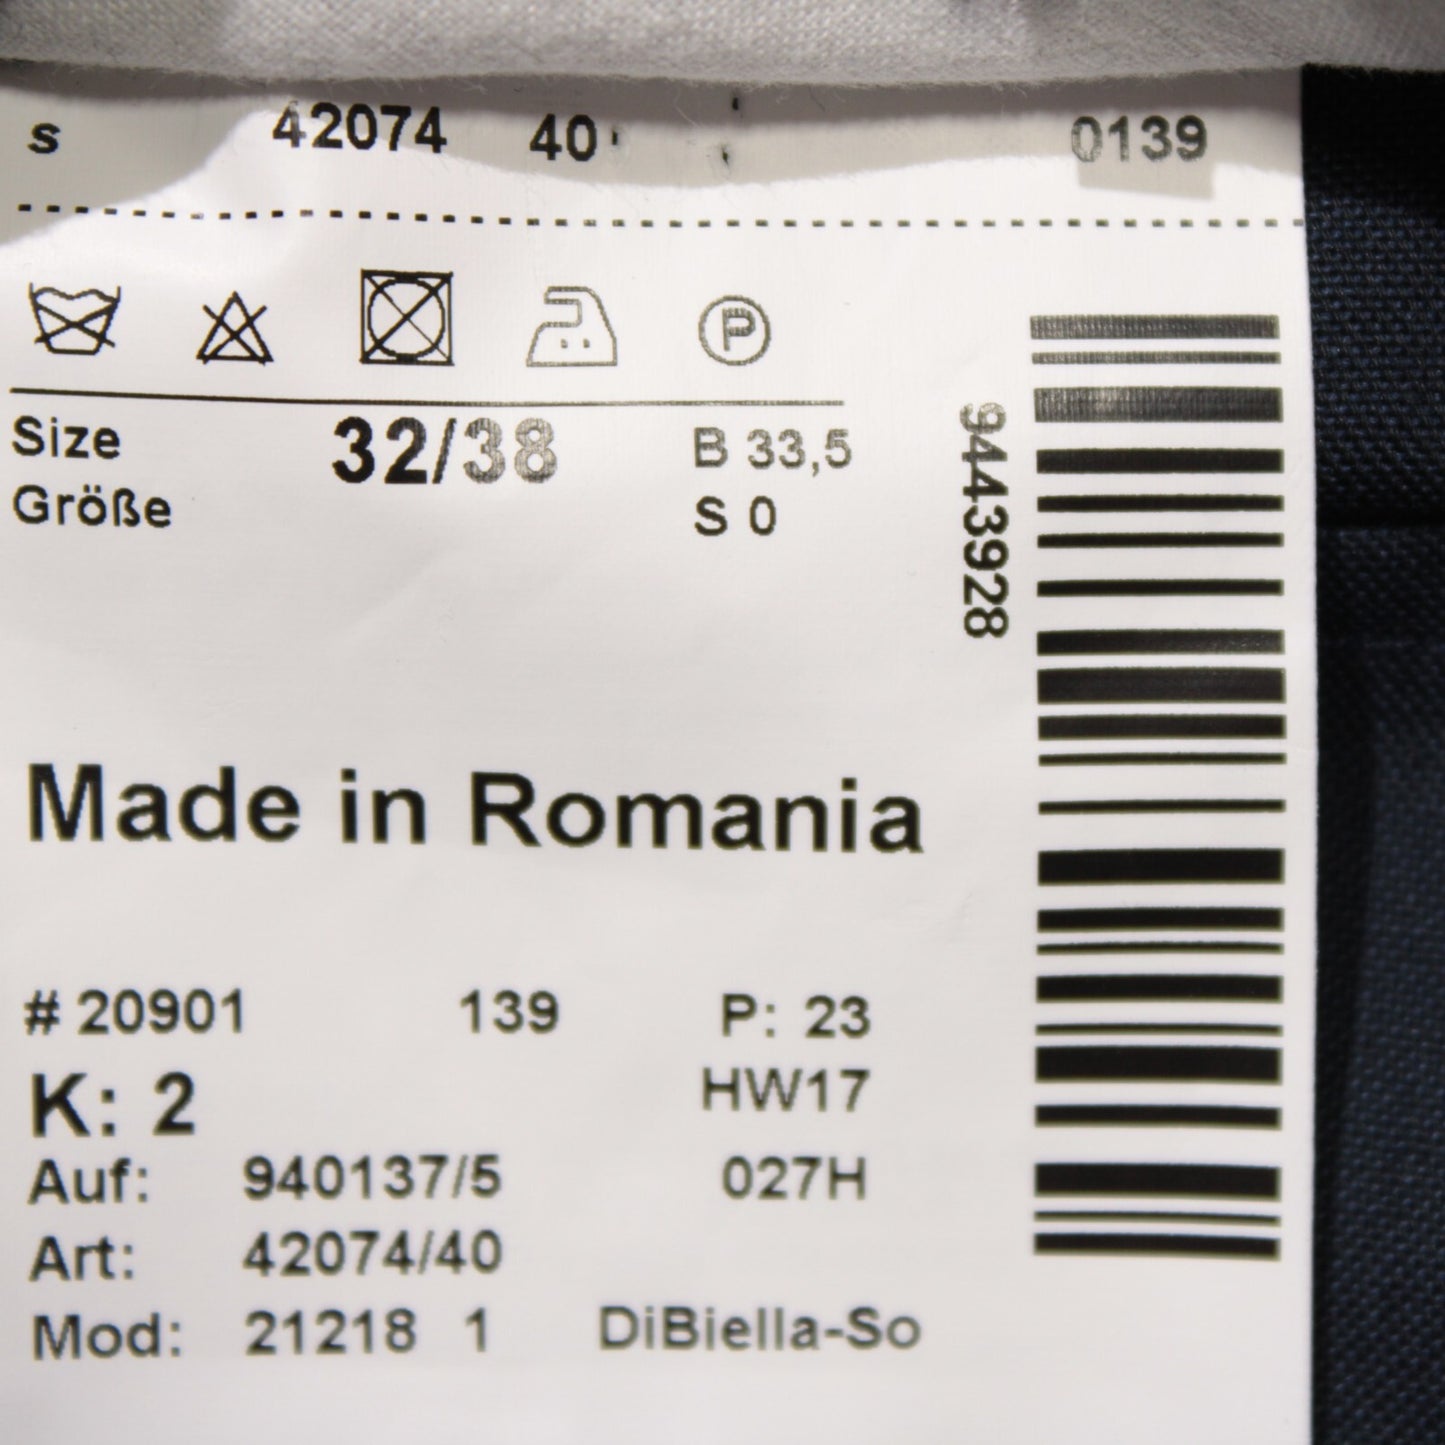 s 42074 40 0139
P
Size 32/38 B 33,5
Größe S 0
9443928
Made in Romania
# 20901 139 P: 23
K: 2 HW17
Auf: 940137/5 027H
Art: 42074/40
Mod: 21218 1 DiBiella-So